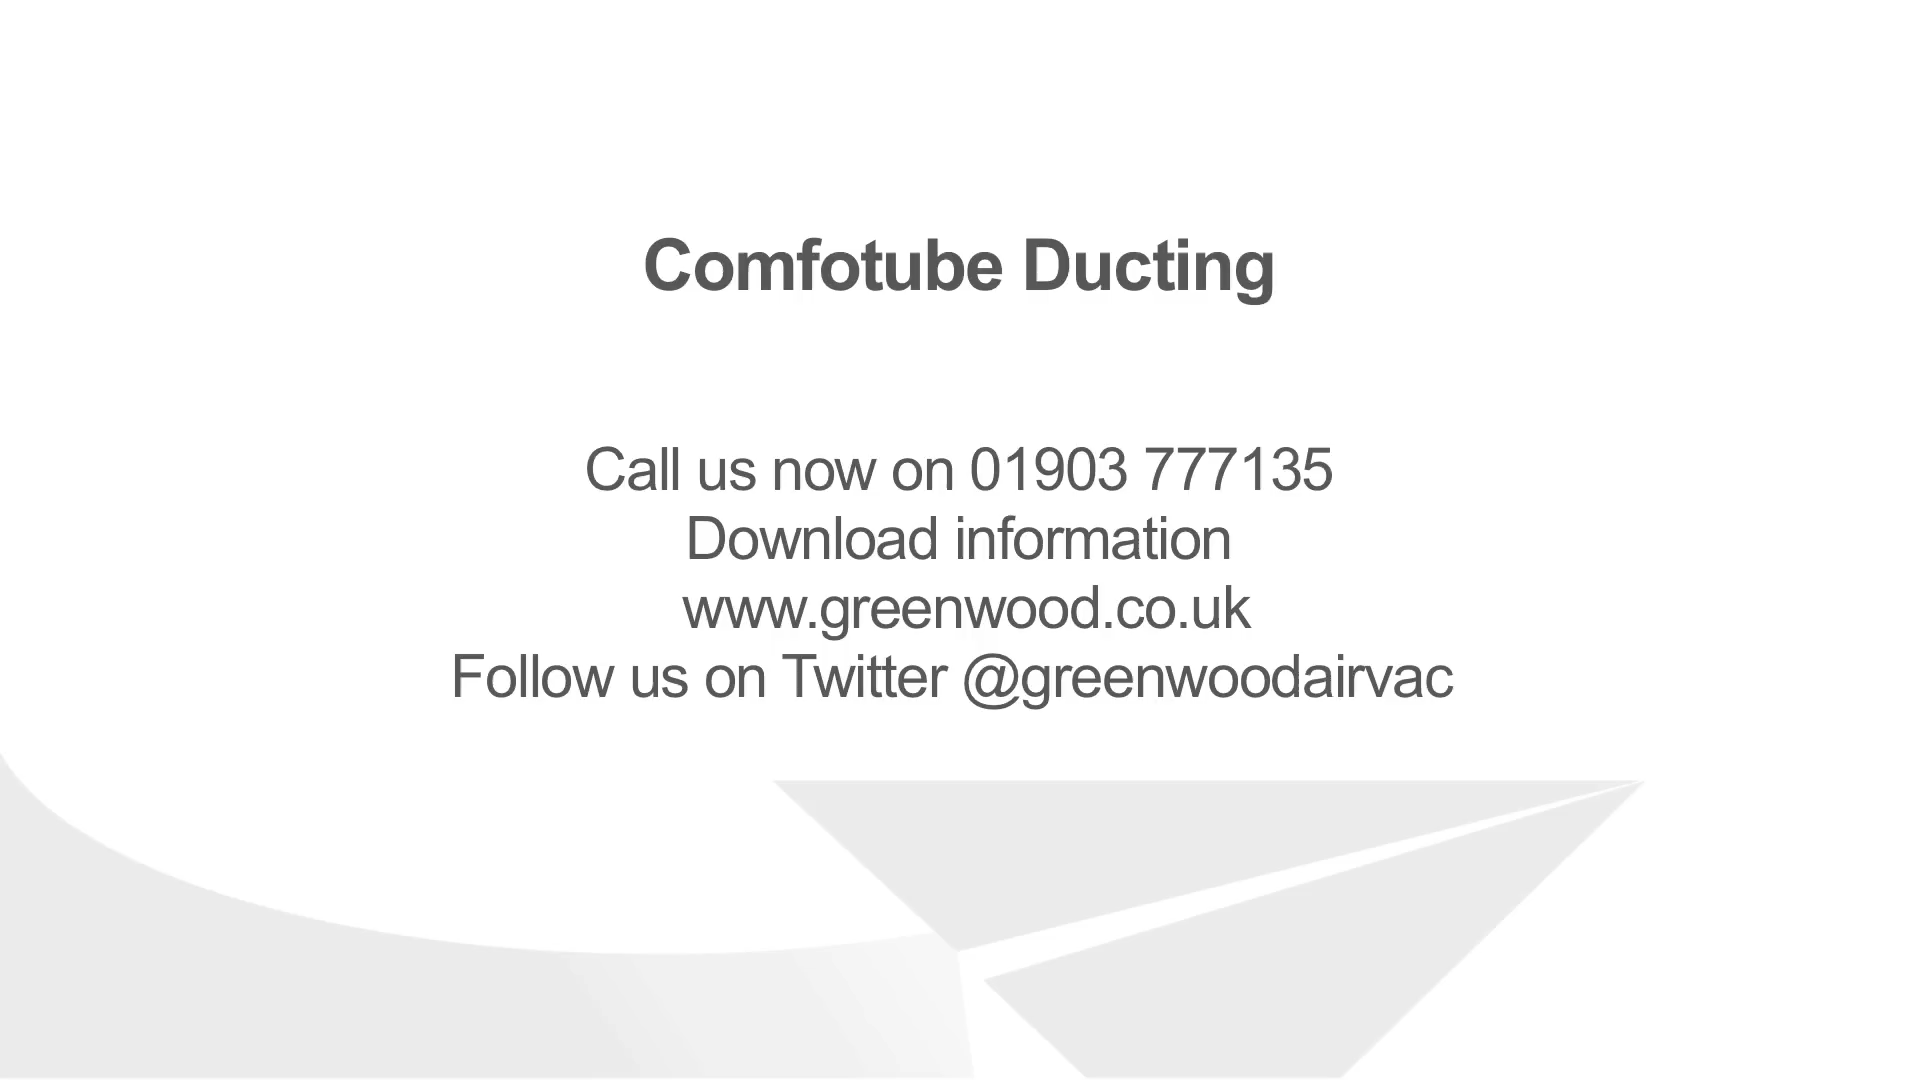 Comfotube Ducting
Call us now on 01903 777135
Download information
www.greenwood.co.uk
Follow us on Twitter @greenwoodairvac